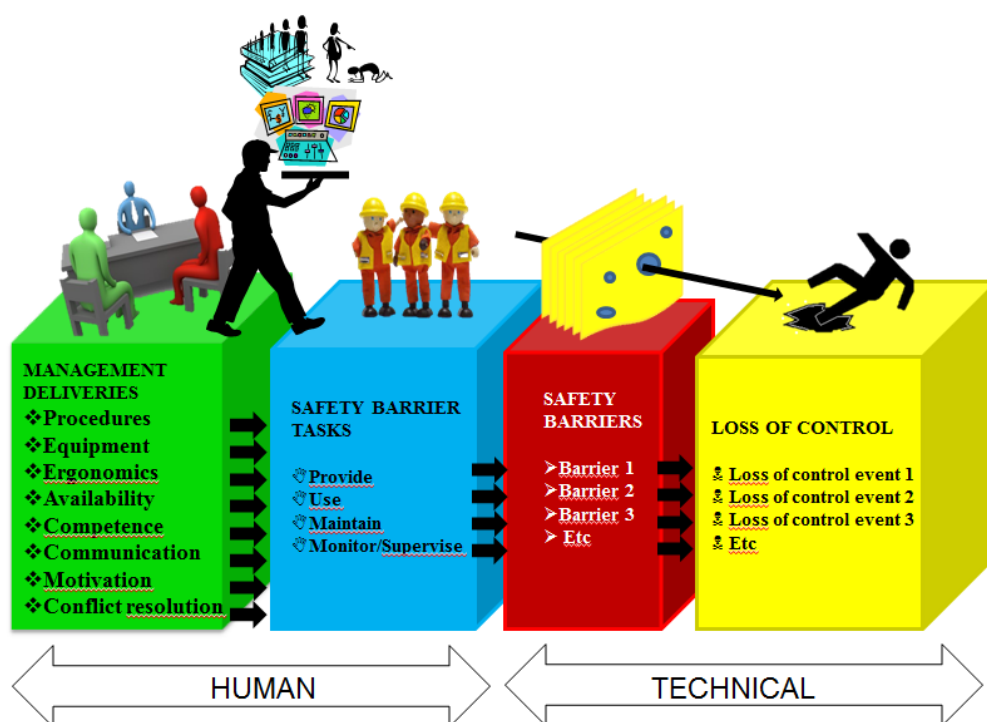 MANAGEMENT
DELIVERIES
❖Procedures
❖Equipment
❖Ergonomics
❖Availability
❖Competence
❖Communication
❖Motivation
❖Conflict resolution
SAFETY BARRIER
TASKS
Provide
Use
Maintain
Monitor/Supervise
SAFETY
BARRIERS
➢Barrier 1
➢Barrier 2
➢Barrier 3
➢ Etc
LOSS OF CONTROL
Loss of control event 1
Loss of control event 2
Loss of control event 3
Etc
HUMAN
TECHNICAL